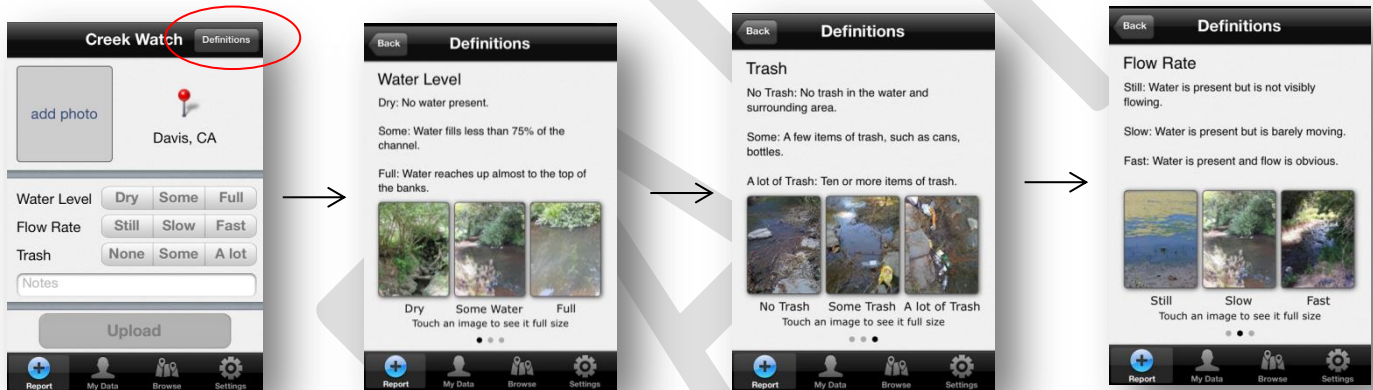 Creek Watch
Definitions
add photo
Davis, CA
Water Level
Dry
Some
Full
Flow Rate
Still
Slow
Fast
Trash
None
Some
A lot
Notes
Upload
Report
My Data
Browse
Settings
Back
Definitions
Water Level
Dry: No water present.
Some: Water fills less than 75% of the
channel.
Full: Water reaches up almost to the top of
the banks.
Dry
Some Water
Full
Touch an image to see it full size
Report
My Data
Browse
Settings
Back
Definitions
Trash
No Trash: No trash in the water and
surrounding area.
Some: A few items of trash, such as cans,
bottles.
A lot of Trash: Ten or more items of trash.
No Trash
Some Trash
A lot of Trash
Touch an image to see it full size
Report
My Data
Browse
Settings
Back
Definitions
Flow Rate
Still: Water is present but is not visibly
flowing.
Slow: Water is present but is barely moving.
Fast: Water is present and flow is obvious.
Still
Slow
Fast
Touch an image to see it full size
Report
My Data
Browse
Settings